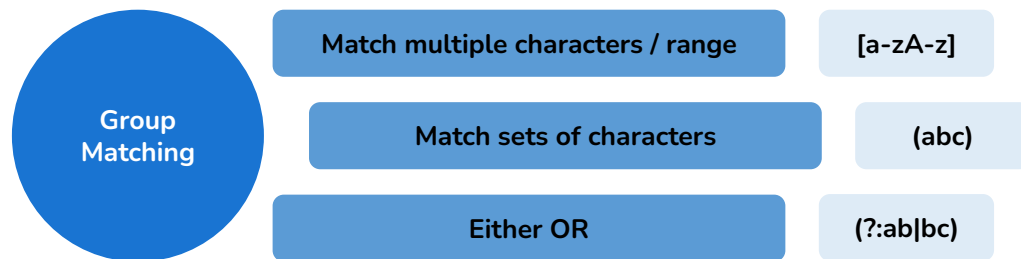 Group
Matching
Match multiple characters / range
[a-zA-z]
Match sets of characters
(abc)
Either OR
(?:ab|bc)